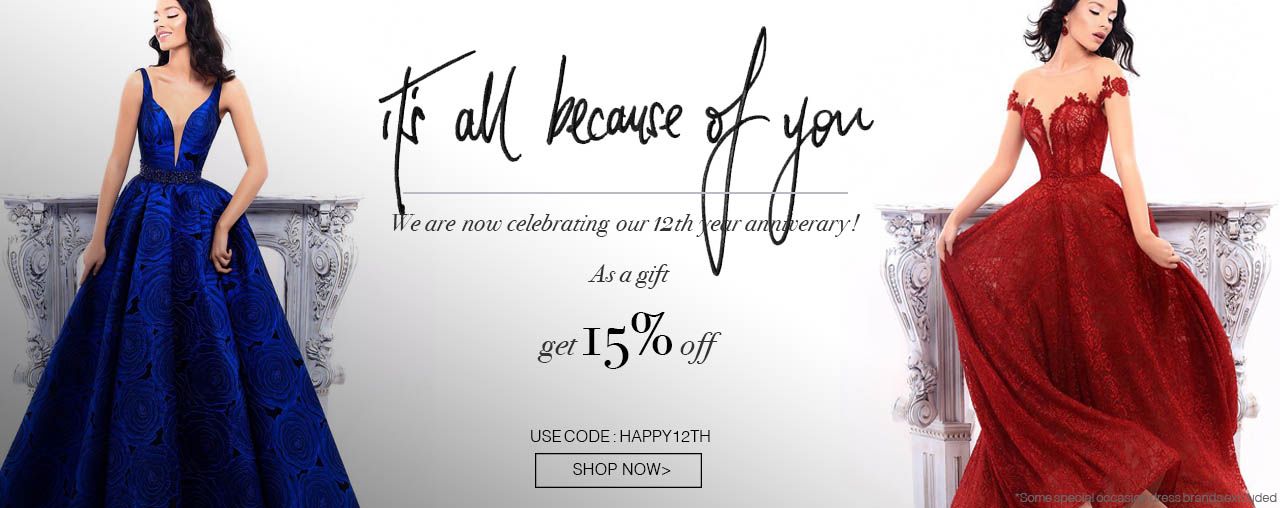 it's all because of you
We are now celebrating our 12th year anniverary!
As a gift
get 15% off
USE CODE : HAPPY12TH
SHOP NOW>
*Some special occasion dress brands excluded